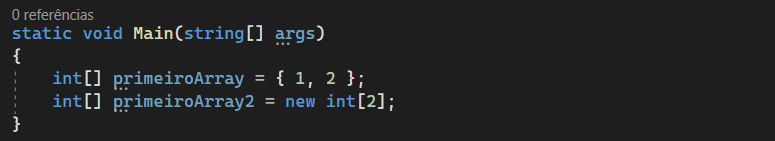 0 referências
static void Main(string[] args)
{
    int[] primeiroArray = { 1, 2 };
    int[] primeiroArray2 = new int[2];
}